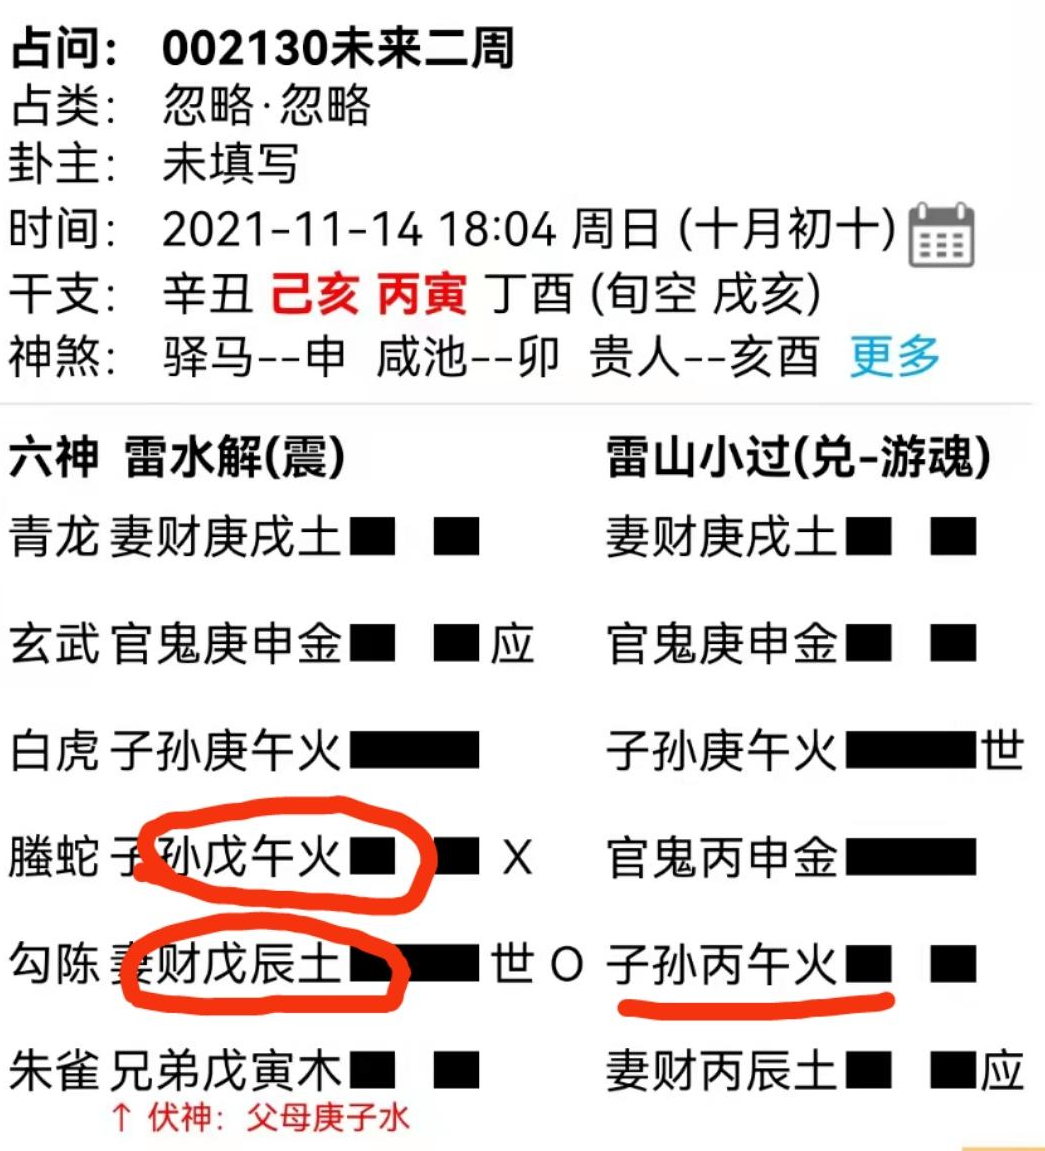 占问： 002130未来二周
占类： 忽略·忽略
卦主： 未填写
时间： 2021-11-14 18:04 周日 (十月初十)
干支： 辛丑 己亥 丙寅 丁酉 (旬空 戌亥)
神煞： 驿马--申 咸池--卯 贵人--亥酉 更多
六神 雷水解(震) 雷山小过(兑-游魂)
青龙 妻财庚戌土 妻财庚戌土
玄武 官鬼庚申金 应 官鬼庚申金
白虎 子孙庚午火 子孙庚午火 世
螣蛇 子孙戊午火 X 官鬼丙申金
勾陈 妻财戊辰土 世 O 子孙丙午火
朱雀 兄弟戊寅木 妻财丙辰土 应
↑ 伏神： 父母庚子水